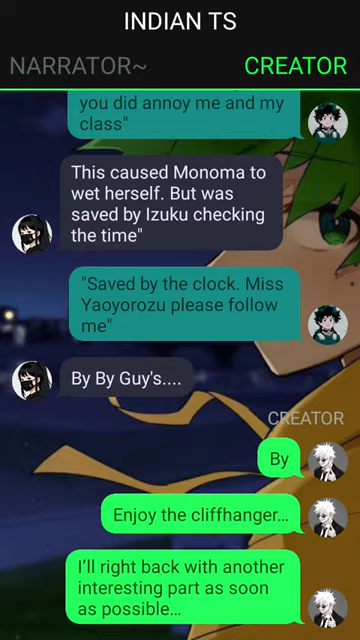 INDIAN TS
NARRATOR~
CREATOR
you did annoy me and my
class"
This caused Monoma to
wet herself. But was
saved by Izuku checking
the time"
"Saved by the clock. Miss
Yaoyorozu please follow
me"
By By Guy's....
CREATOR
By
Enjoy the cliffhanger…
I’ll right back with another
interesting part as soon
as possible…